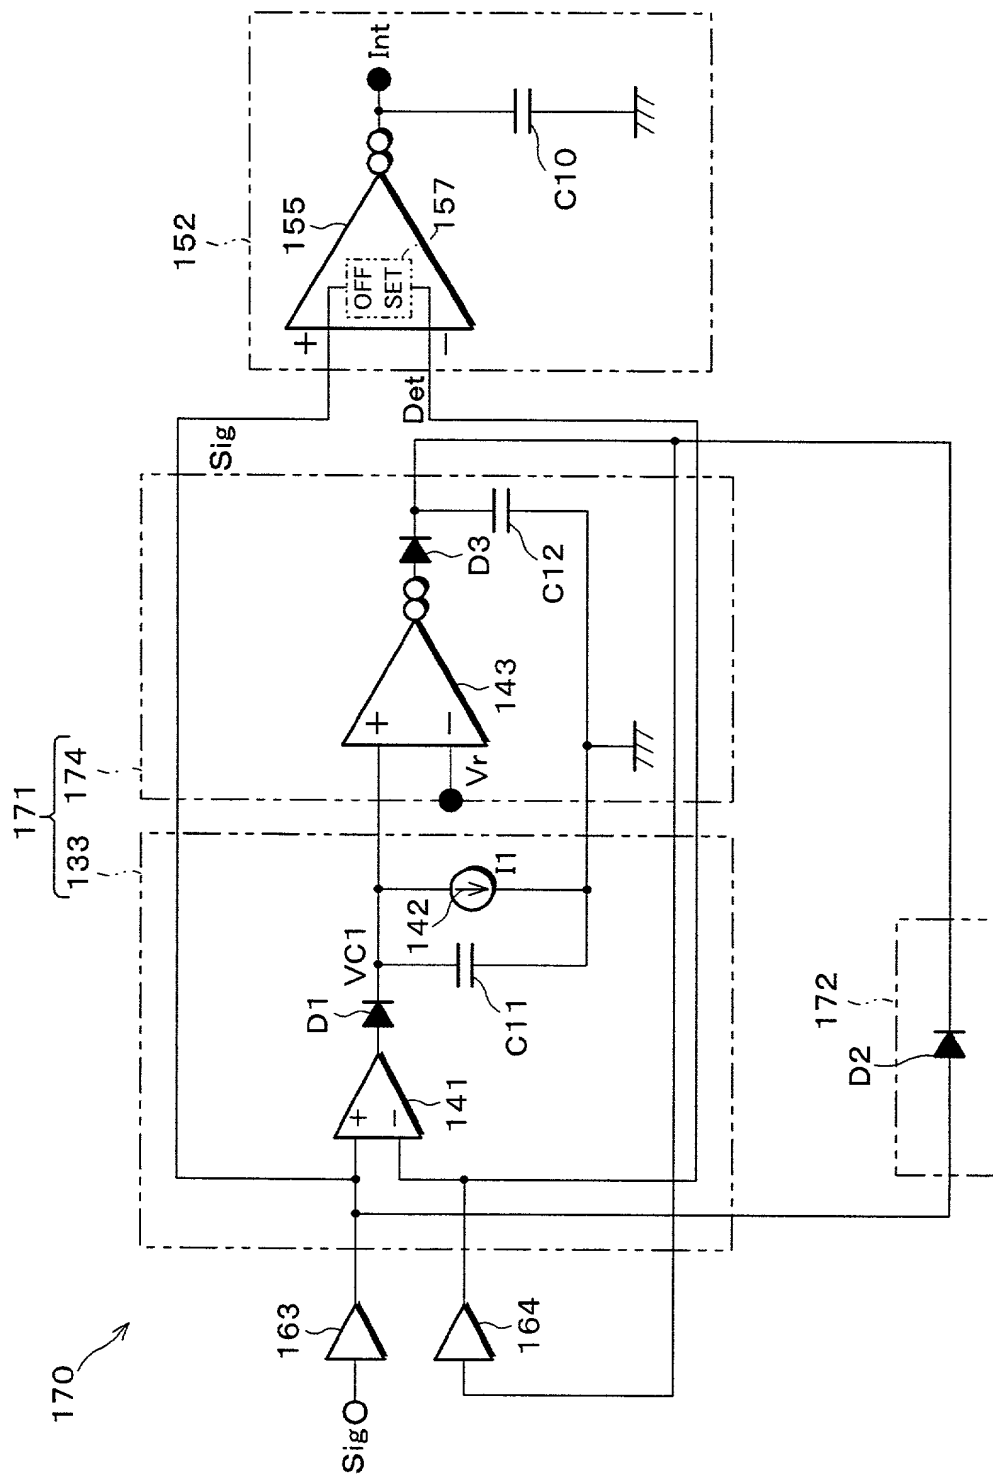 170
Sig
163
164
171
133
174
D1
VC1
141
C11
142
I1
+
−
Vr
+
−
143
D3
C12
172
D2
Sig
Det
152
155
157
+
−
OFF
SET
Int
C10